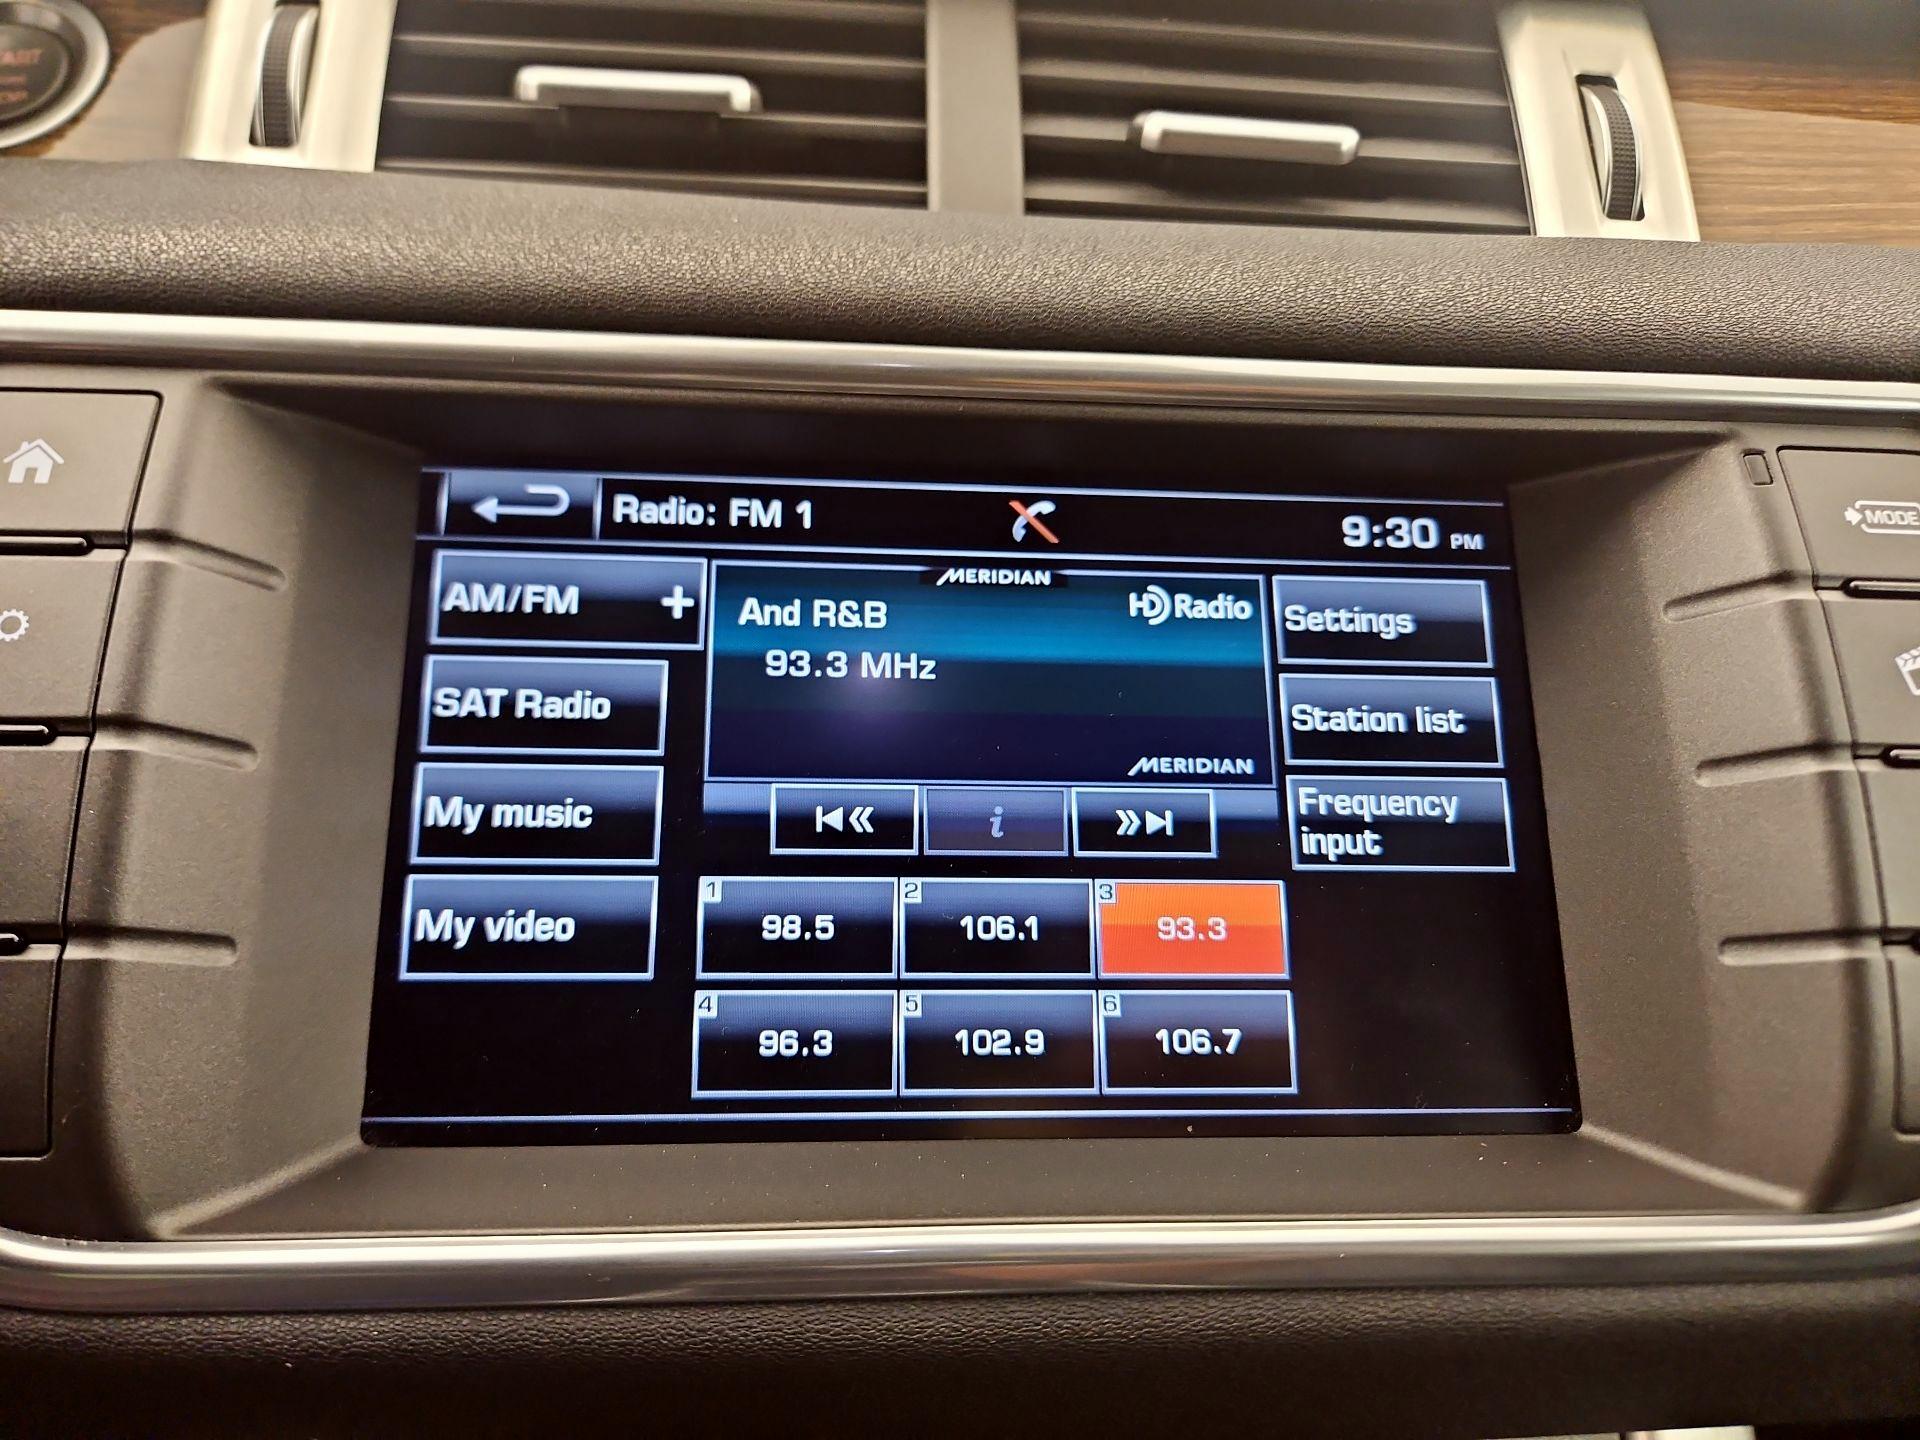 START
MODE
Radio: FM 1
9:30 PM
AM/FM +
MERIDIAN
And R&B
HD Radio
Settings
93.3 MHz
SAT Radio
Station list
MERIDIAN
My music
i
Frequency
input
1 98.5
2 106.1
3 93.3
My video
4 96.3
5 102.9
6 106.7